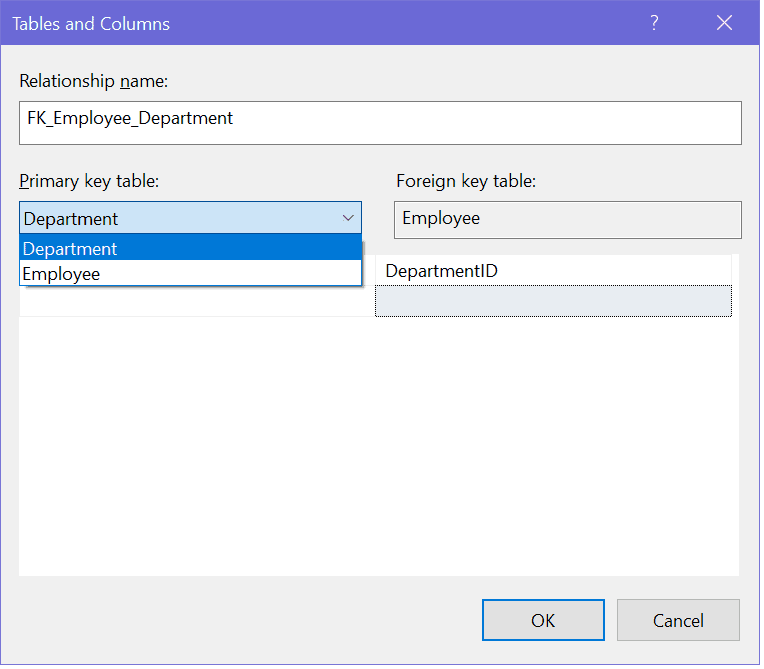 Tables and Columns ?
Relationship name:
FK_Employee_Department
Primary key table:
Foreign key table:
Department
Employee
Department
Employee
DepartmentID
OK
Cancel